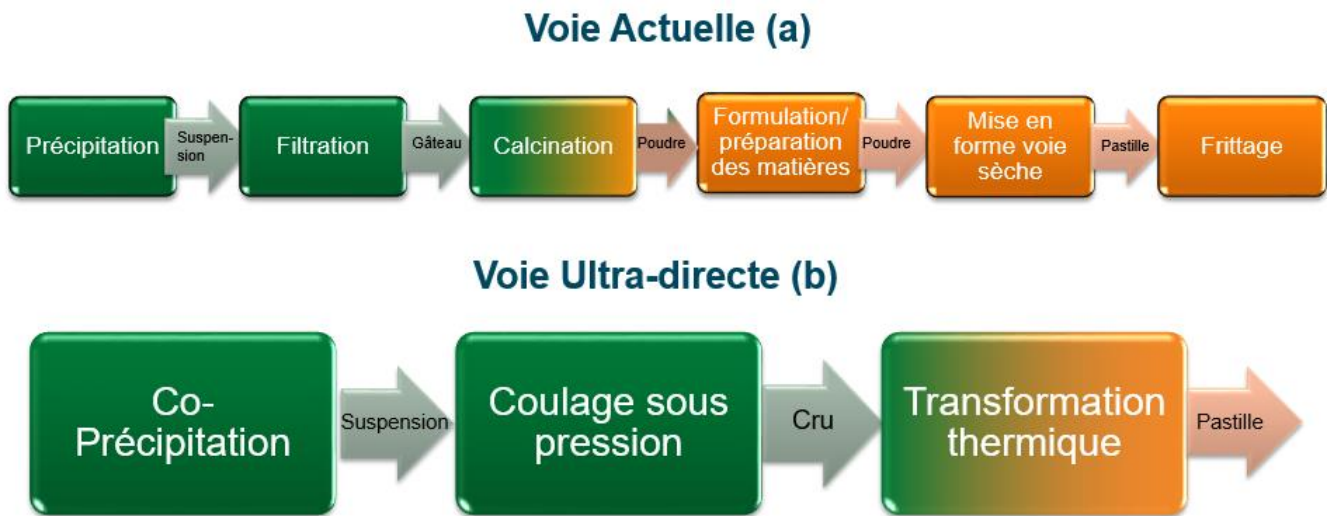 Voie Actuelle (a)
Précipitation
Suspen-
sion
Filtration
Gâteau
Calcination
Poudre
Formulation/
préparation
des matières
Poudre
Mise en
forme voie
sèche
Pastille
Frittage
Voie Ultra-directe (b)
Co-
Précipitation
Suspension
Coulage sous
pression
Cru
Transformation
thermique
Pastille